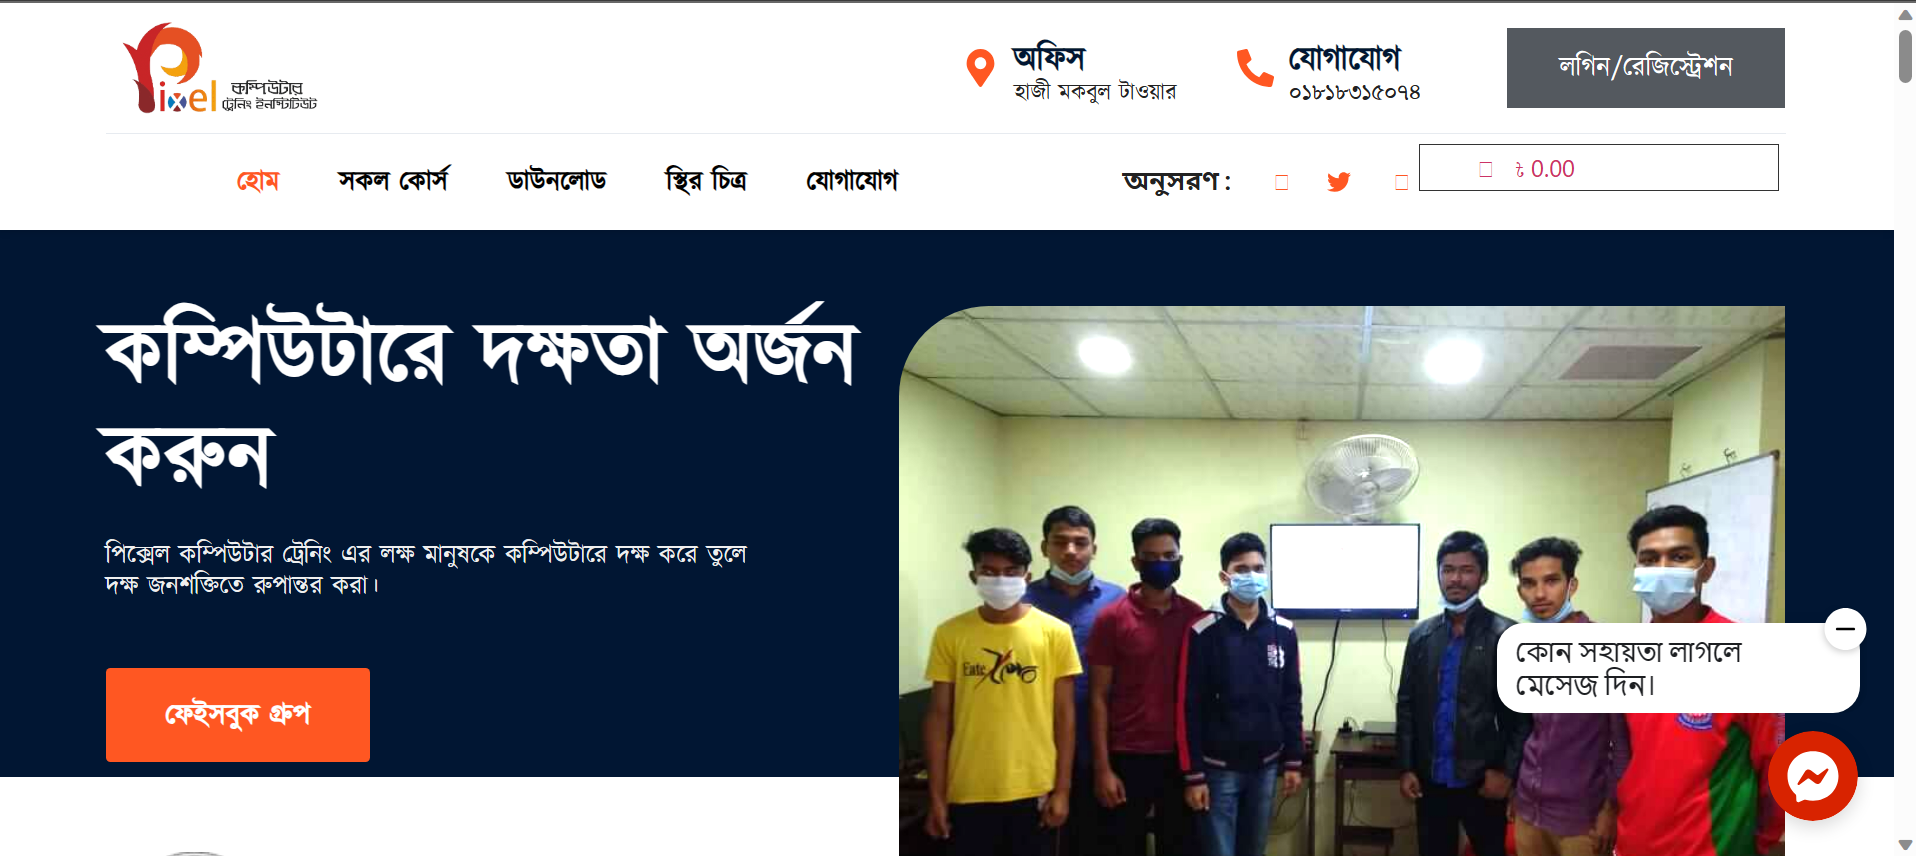 Pixel কম্পিউটার
ট্রেনিং ইনস্টিটিউট
অফিস
হাজী মকবুল টাওয়ার
যোগাযোগ
০১৮১৮৩১৫০৭৪
লগিন/রেজিস্ট্রেশন
হোম সকল কোর্স ডাউনলোড স্থির চিত্র যোগাযোগ
অনুসরণ :
৳ 0.00
কম্পিউটারে দক্ষতা অর্জন
করুন
পিক্সেল কম্পিউটার ট্রেনিং এর লক্ষ মানুষকে কম্পিউটারে দক্ষ করে তুলে
দক্ষ জনশক্তিতে রুপান্তর করা।
ফেইসবুক গ্রুপ
কোন সহায়তা লাগলে
মেসেজ দিন।